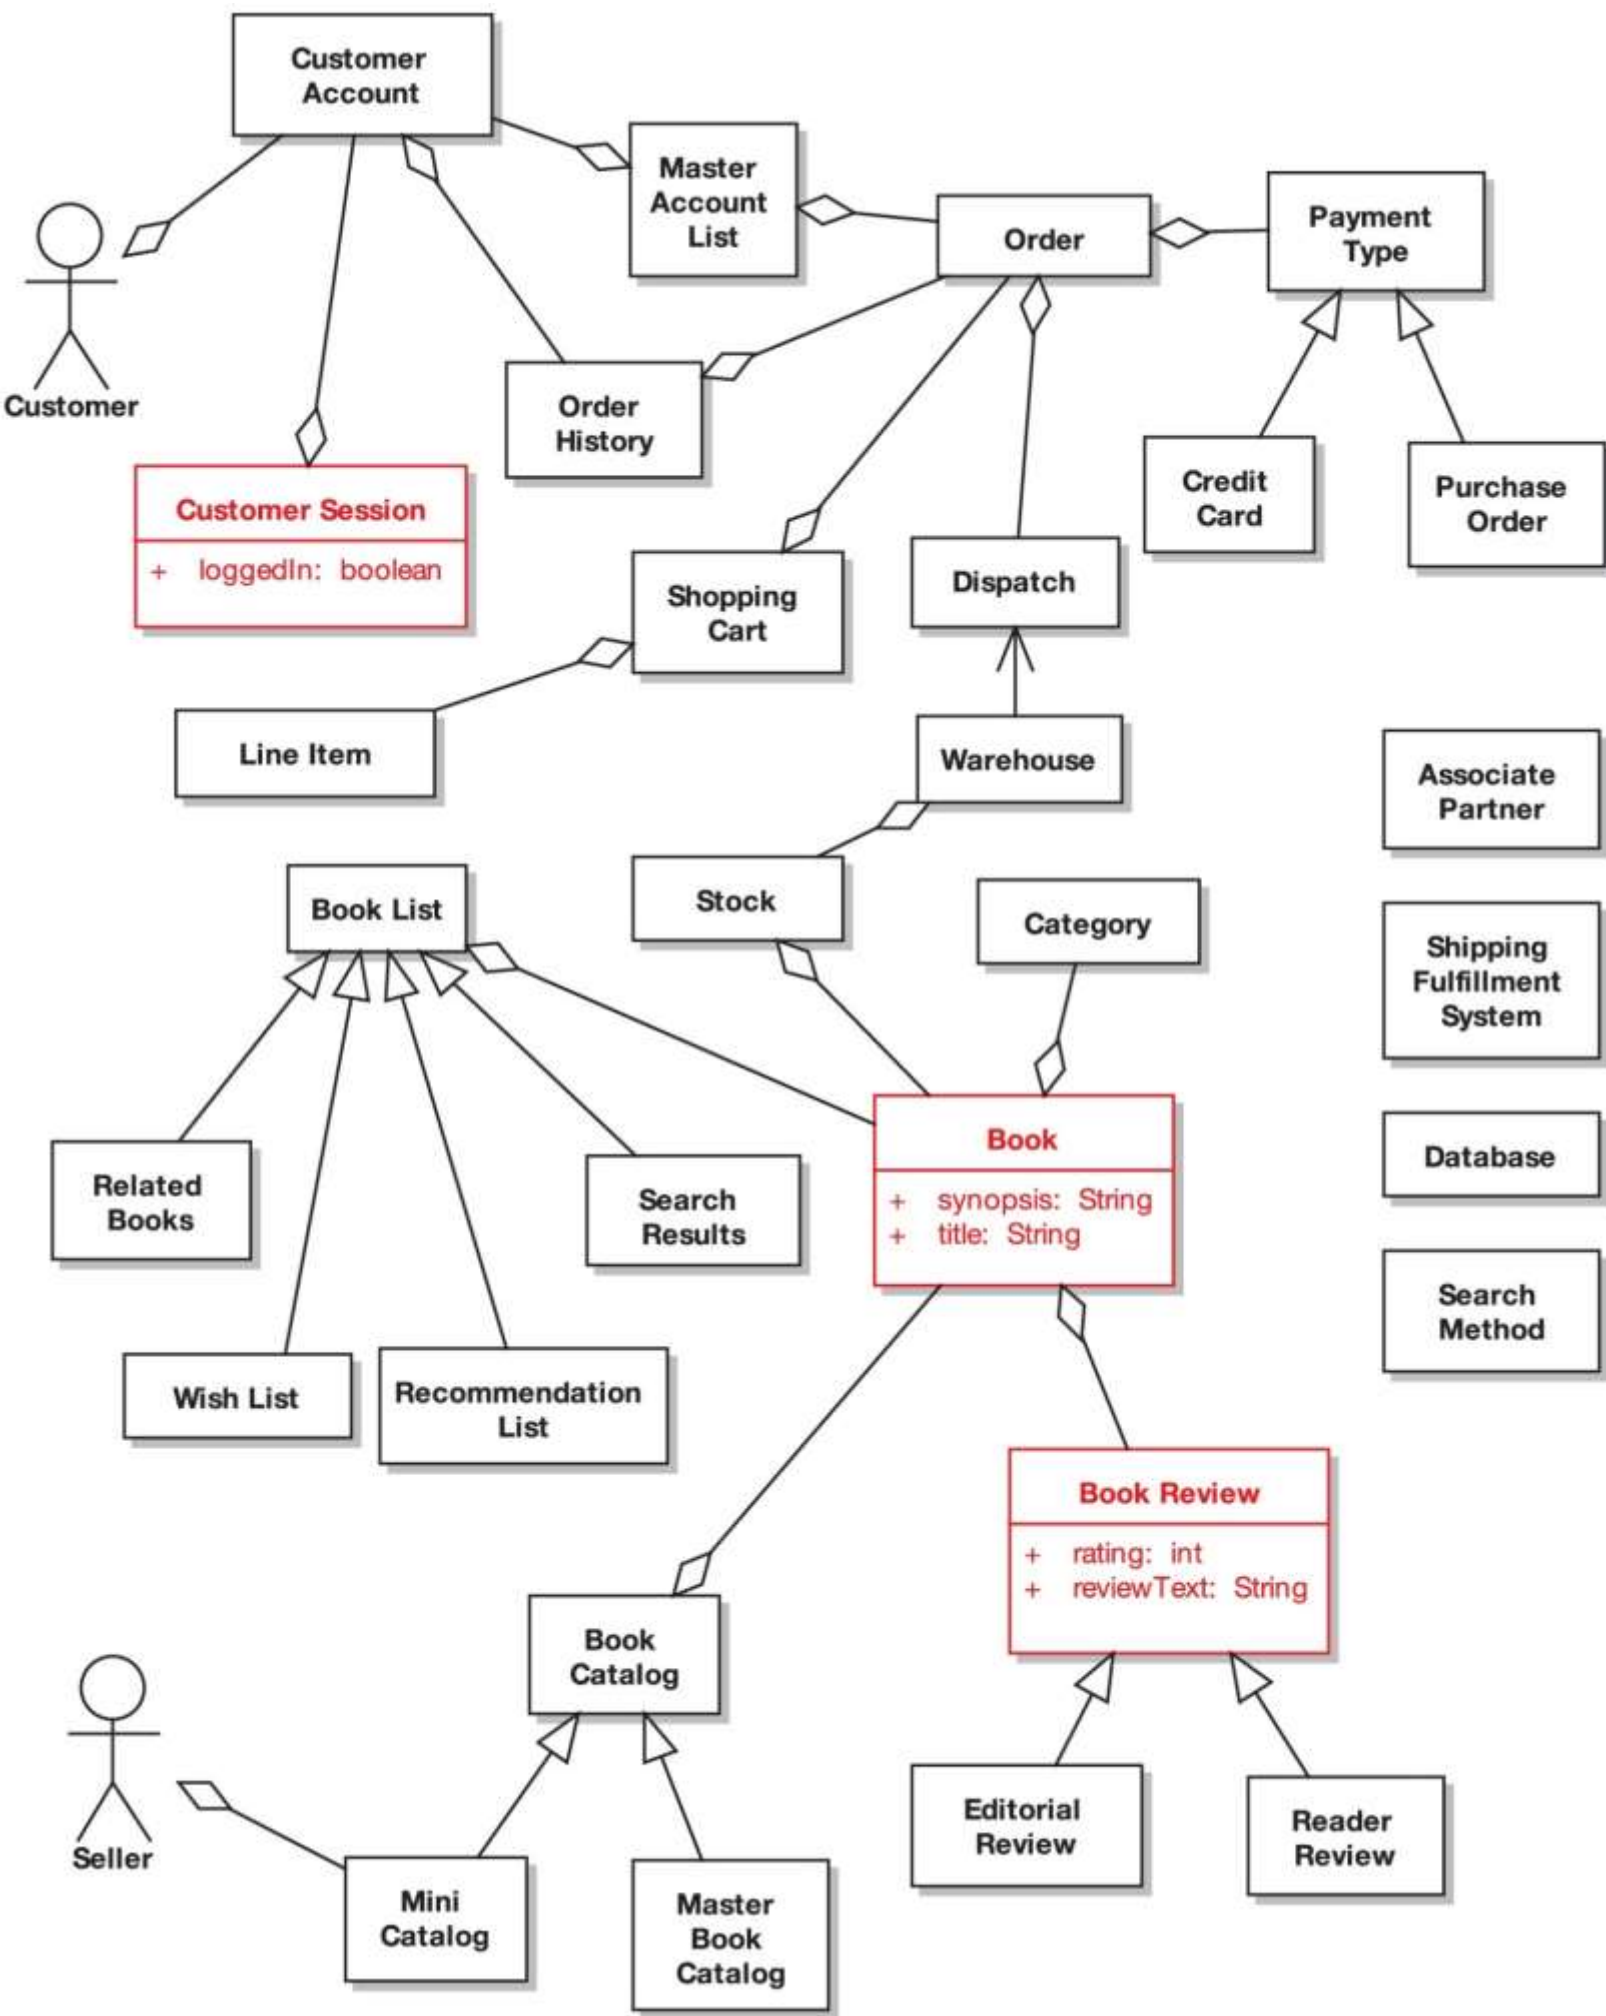 Customer
Account
Master
Account
List
Order
Payment
Type
Customer
Order
History
Credit
Card
Purchase
Order
Customer Session
+ loggedIn: boolean
Shopping
Cart
Dispatch
Line Item
Warehouse
Associate
Partner
Book List
Stock
Category
Shipping
Fulfillment
System
Book
+ synopsis: String
+ title: String
Database
Related
Books
Search
Results
Search
Method
Wish List
Recommendation
List
Book Review
+ rating: int
+ reviewText: String
Book
Catalog
Seller
Editorial
Review
Reader
Review
Mini
Catalog
Master
Book
Catalog